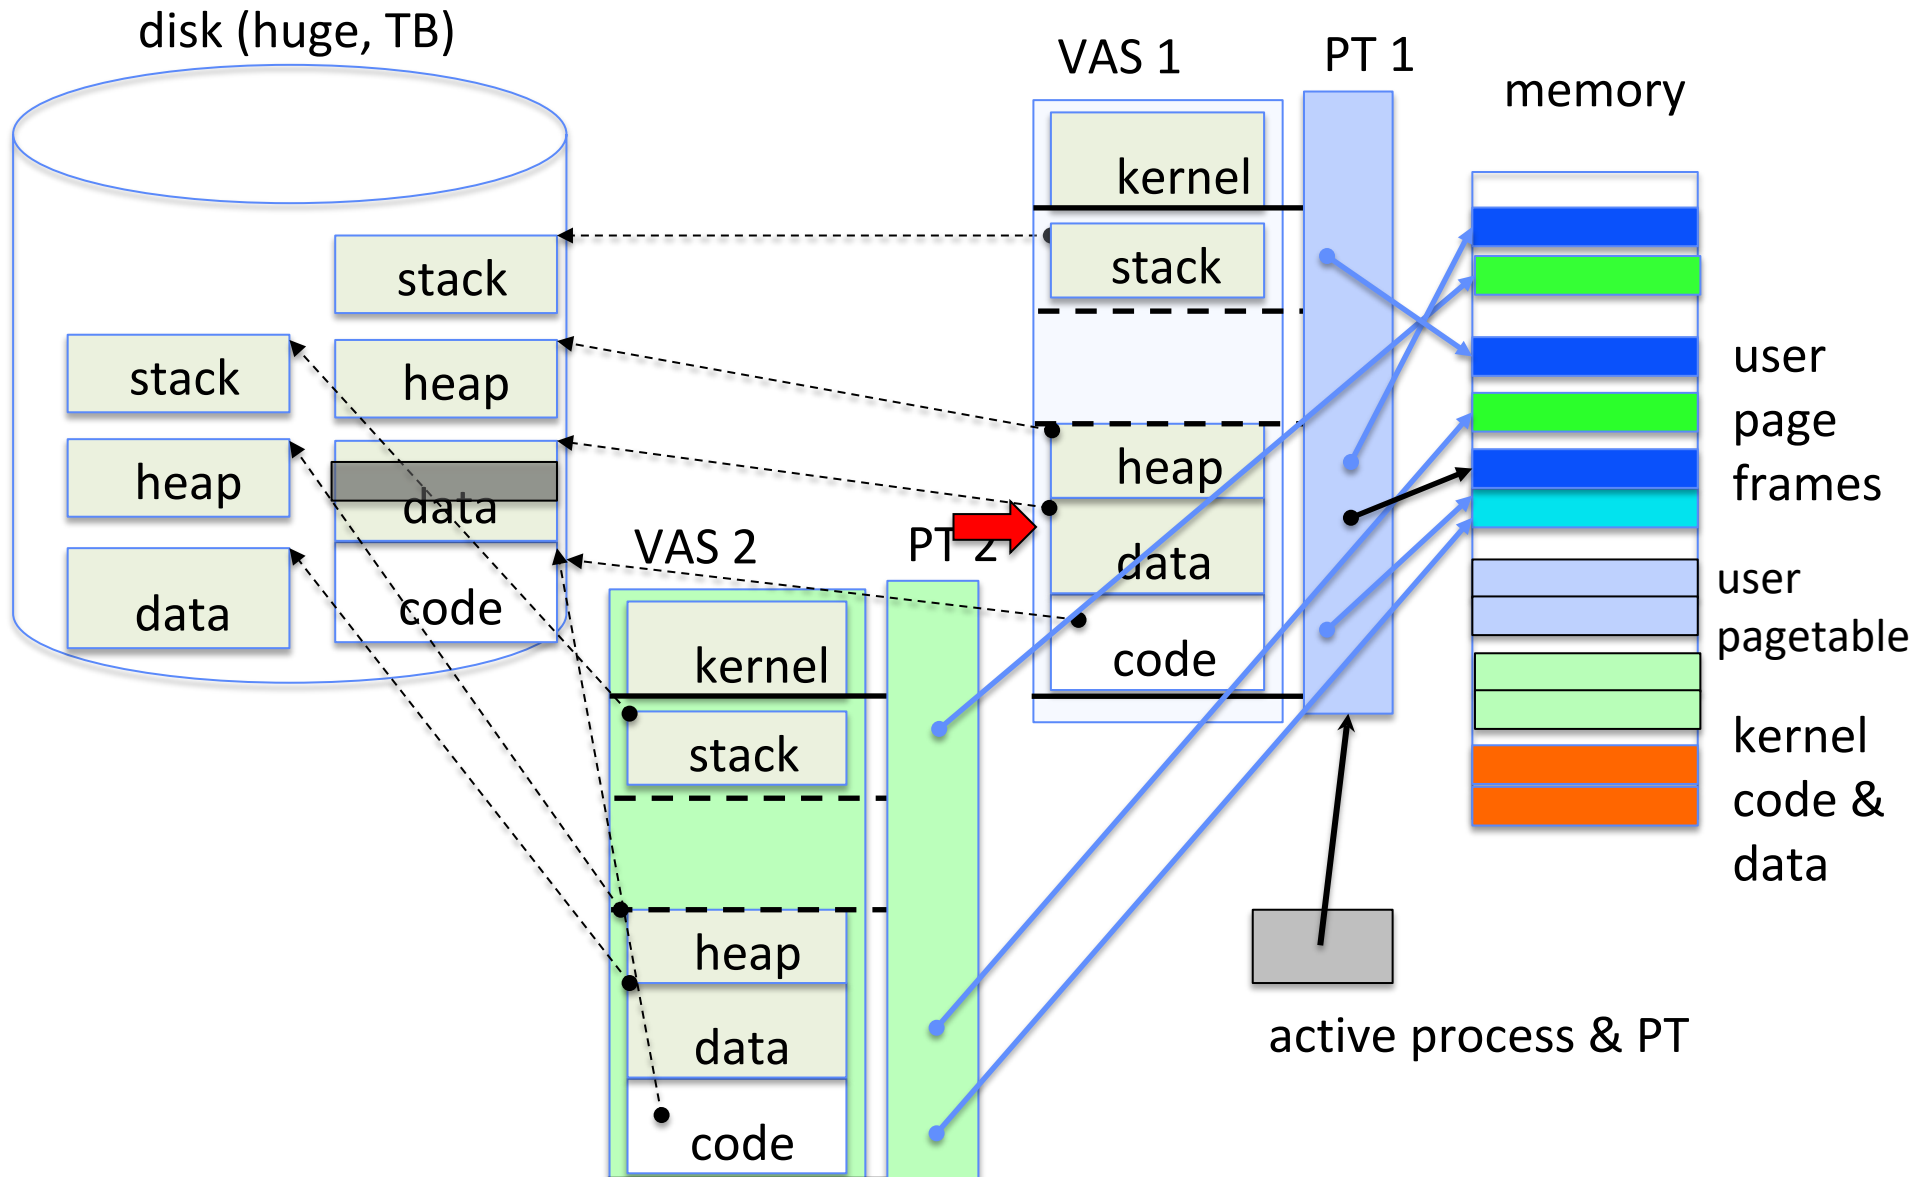 disk (huge, TB)
stack
heap
data
code
stack
heap
data
VAS 1
kernel
stack
heap
data
code
PT 1
VAS 2
kernel
stack
heap
data
code
PT 2
memory
user
page
frames
user
pagetable
kernel
code &
data
active process & PT